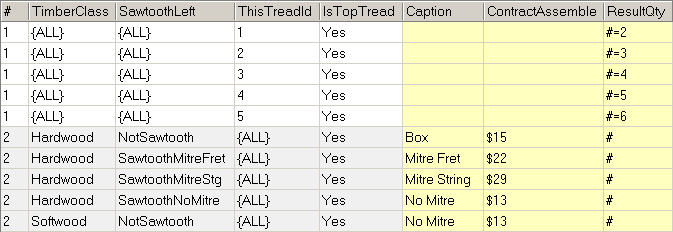 # TimberClass SawtoothLeft ThisTreadId IsTopTread Caption ContractAssemble ResultQty
1 {ALL} {ALL} 1 Yes #=2
1 {ALL} {ALL} 2 Yes #=3
1 {ALL} {ALL} 3 Yes #=4
1 {ALL} {ALL} 4 Yes #=5
1 {ALL} {ALL} 5 Yes #=6
2 Hardwood NotSawtooth {ALL} Yes Box $15 #
2 Hardwood SawtoothMitreFret {ALL} Yes Mitre Fret $22 #
2 Hardwood SawtoothMitreStg {ALL} Yes Mitre String $29 #
2 Hardwood SawtoothNoMitre {ALL} Yes No Mitre $13 #
2 Softwood NotSawtooth {ALL} Yes No Mitre $13 #